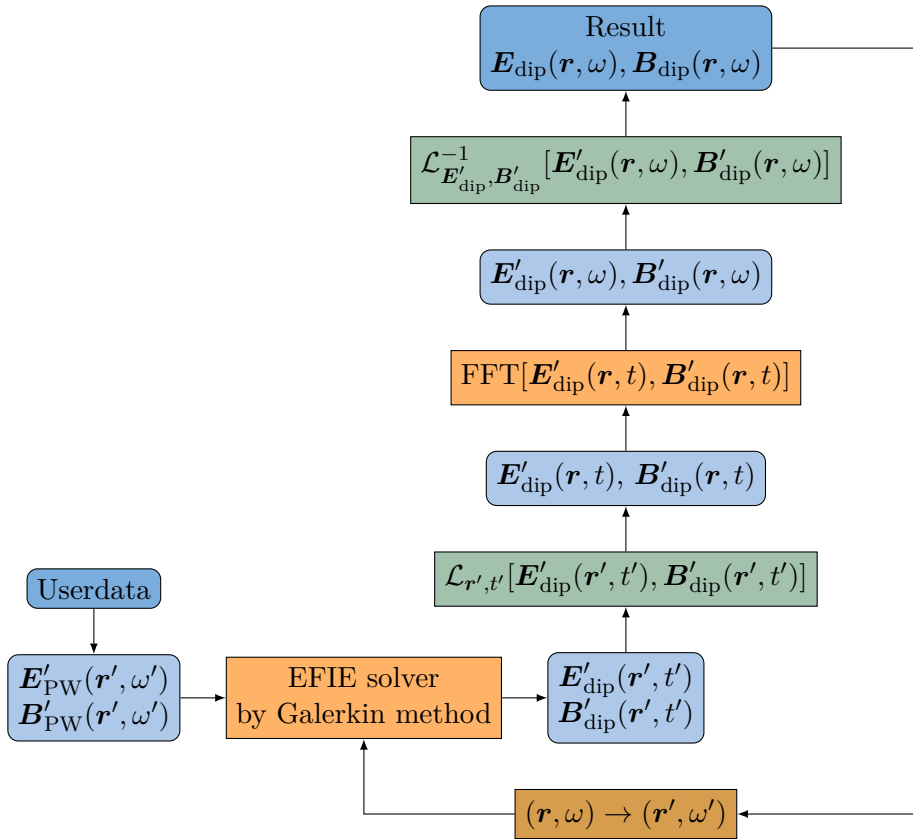 Result
𝑬_dip(𝒓, ω), 𝑩_dip(𝒓, ω)
ℒ⁻¹_{𝑬′_dip, 𝑩′_dip}[𝑬′_dip(𝒓, ω), 𝑩′_dip(𝒓, ω)]
𝑬′_dip(𝒓, ω), 𝑩′_dip(𝒓, ω)
FFT[𝑬′_dip(𝒓, t), 𝑩′_dip(𝒓, t)]
𝑬′_dip(𝒓, t), 𝑩′_dip(𝒓, t)
ℒ_{𝒓′,t′}[𝑬′_dip(𝒓′, t′), 𝑩′_dip(𝒓′, t′)]
Userdata
𝑬′_PW(𝒓′, ω′)
𝑩′_PW(𝒓′, ω′)
EFIE solver
by Galerkin method
𝑬′_dip(𝒓′, t′)
𝑩′_dip(𝒓′, t′)
(𝒓, ω) → (𝒓′, ω′)